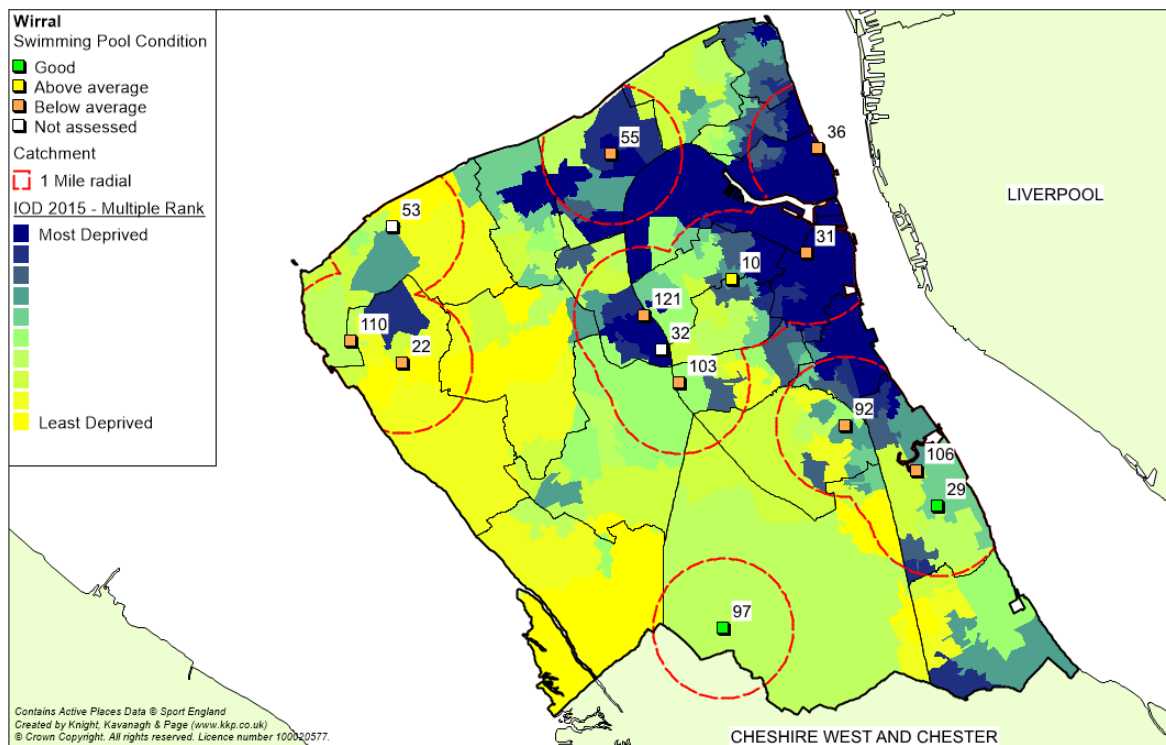 Wirral
Swimming Pool Condition
Good
Above average
Below average
Not assessed
Catchment
1 Mile radial
IOD 2015 - Multiple Rank
Most Deprived
Least Deprived
55
36
LIVERPOOL
53
31
10
121
110
32
22
103
92
106
29
97
Contains Active Places Data © Sport England
Created by Knight, Kavanagh & Page (www.kkp.co.uk)
© Crown Copyright. All rights reserved. Licence number 100020577.
CHESHIRE WEST AND CHESTER